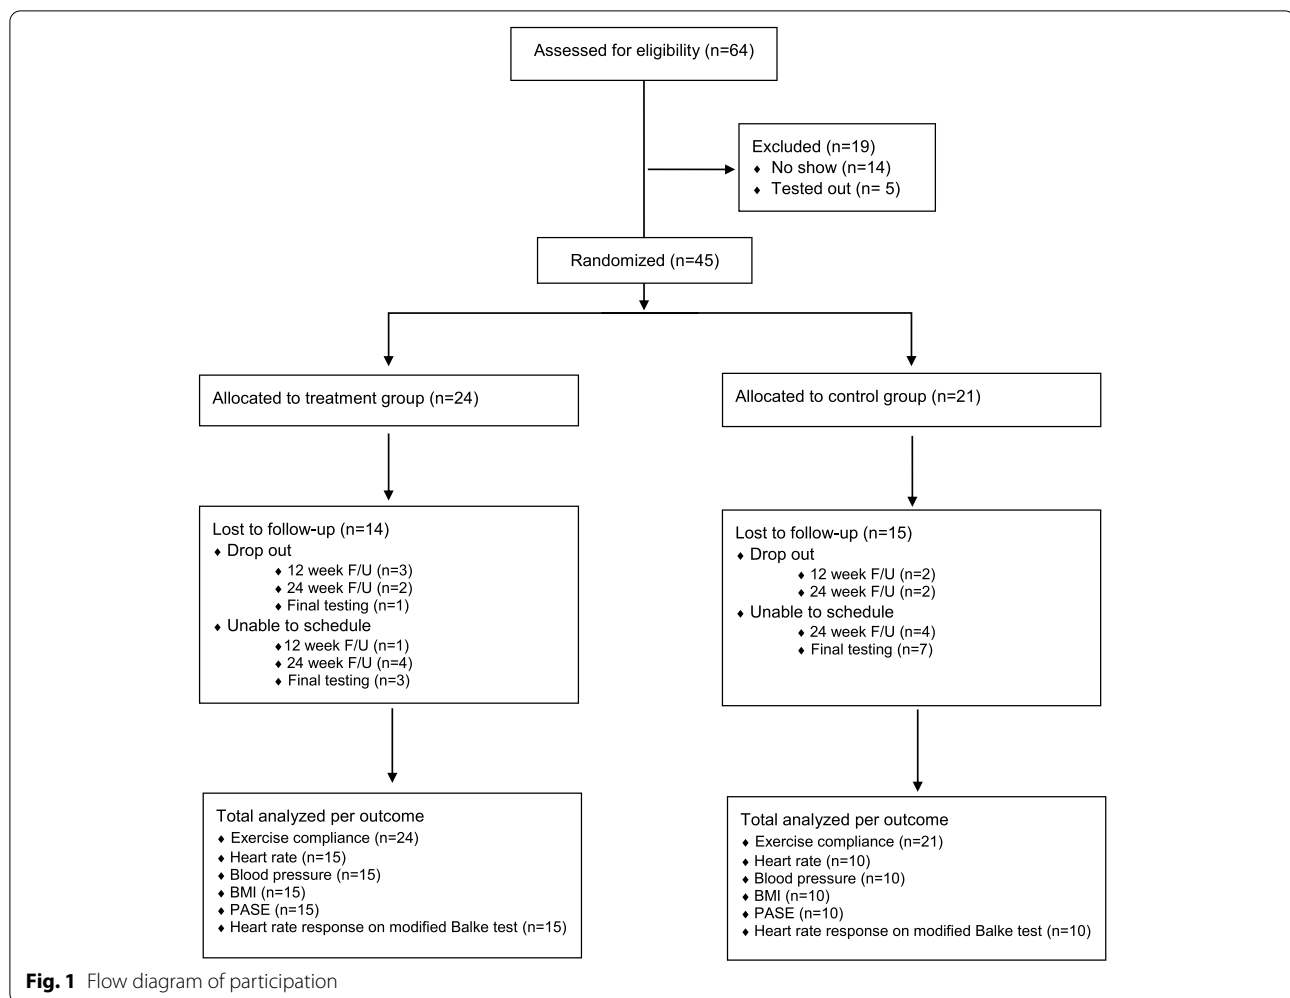 Assessed for eligibility (n=64)
Excluded (n=19)
♦ No show (n=14)
♦ Tested out (n= 5)
Randomized (n=45)
Allocated to treatment group (n=24)
Allocated to control group (n=21)
Lost to follow-up (n=14)
♦ Drop out
♦ 12 week F/U (n=3)
♦ 24 week F/U (n=2)
♦ Final testing (n=1)
♦ Unable to schedule
♦12 week F/U (n=1)
♦ 24 week F/U (n=4)
♦ Final testing (n=3)
Lost to follow-up (n=15)
♦ Drop out
♦ 12 week F/U (n=2)
♦ 24 week F/U (n=2)
♦ Unable to schedule
♦ 24 week F/U (n=4)
♦ Final testing (n=7)
Total analyzed per outcome
♦ Exercise compliance (n=24)
♦ Heart rate (n=15)
♦ Blood pressure (n=15)
♦ BMI (n=15)
♦ PASE (n=15)
♦ Heart rate response on modified Balke test (n=15)
Total analyzed per outcome
♦ Exercise compliance (n=21)
♦ Heart rate (n=10)
♦ Blood pressure (n=10)
♦ BMI (n=10)
♦ PASE (n=10)
♦ Heart rate response on modified Balke test (n=10)
Fig. 1 Flow diagram of participation